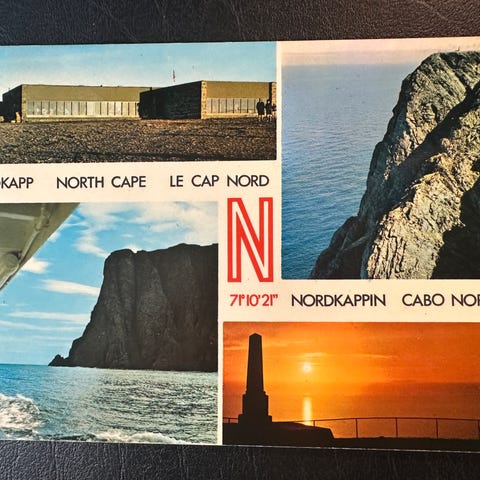 KAPP NORTH CAPE LE CAP NORD
N
71°10'21" NORDKAPPIN CABO NOR